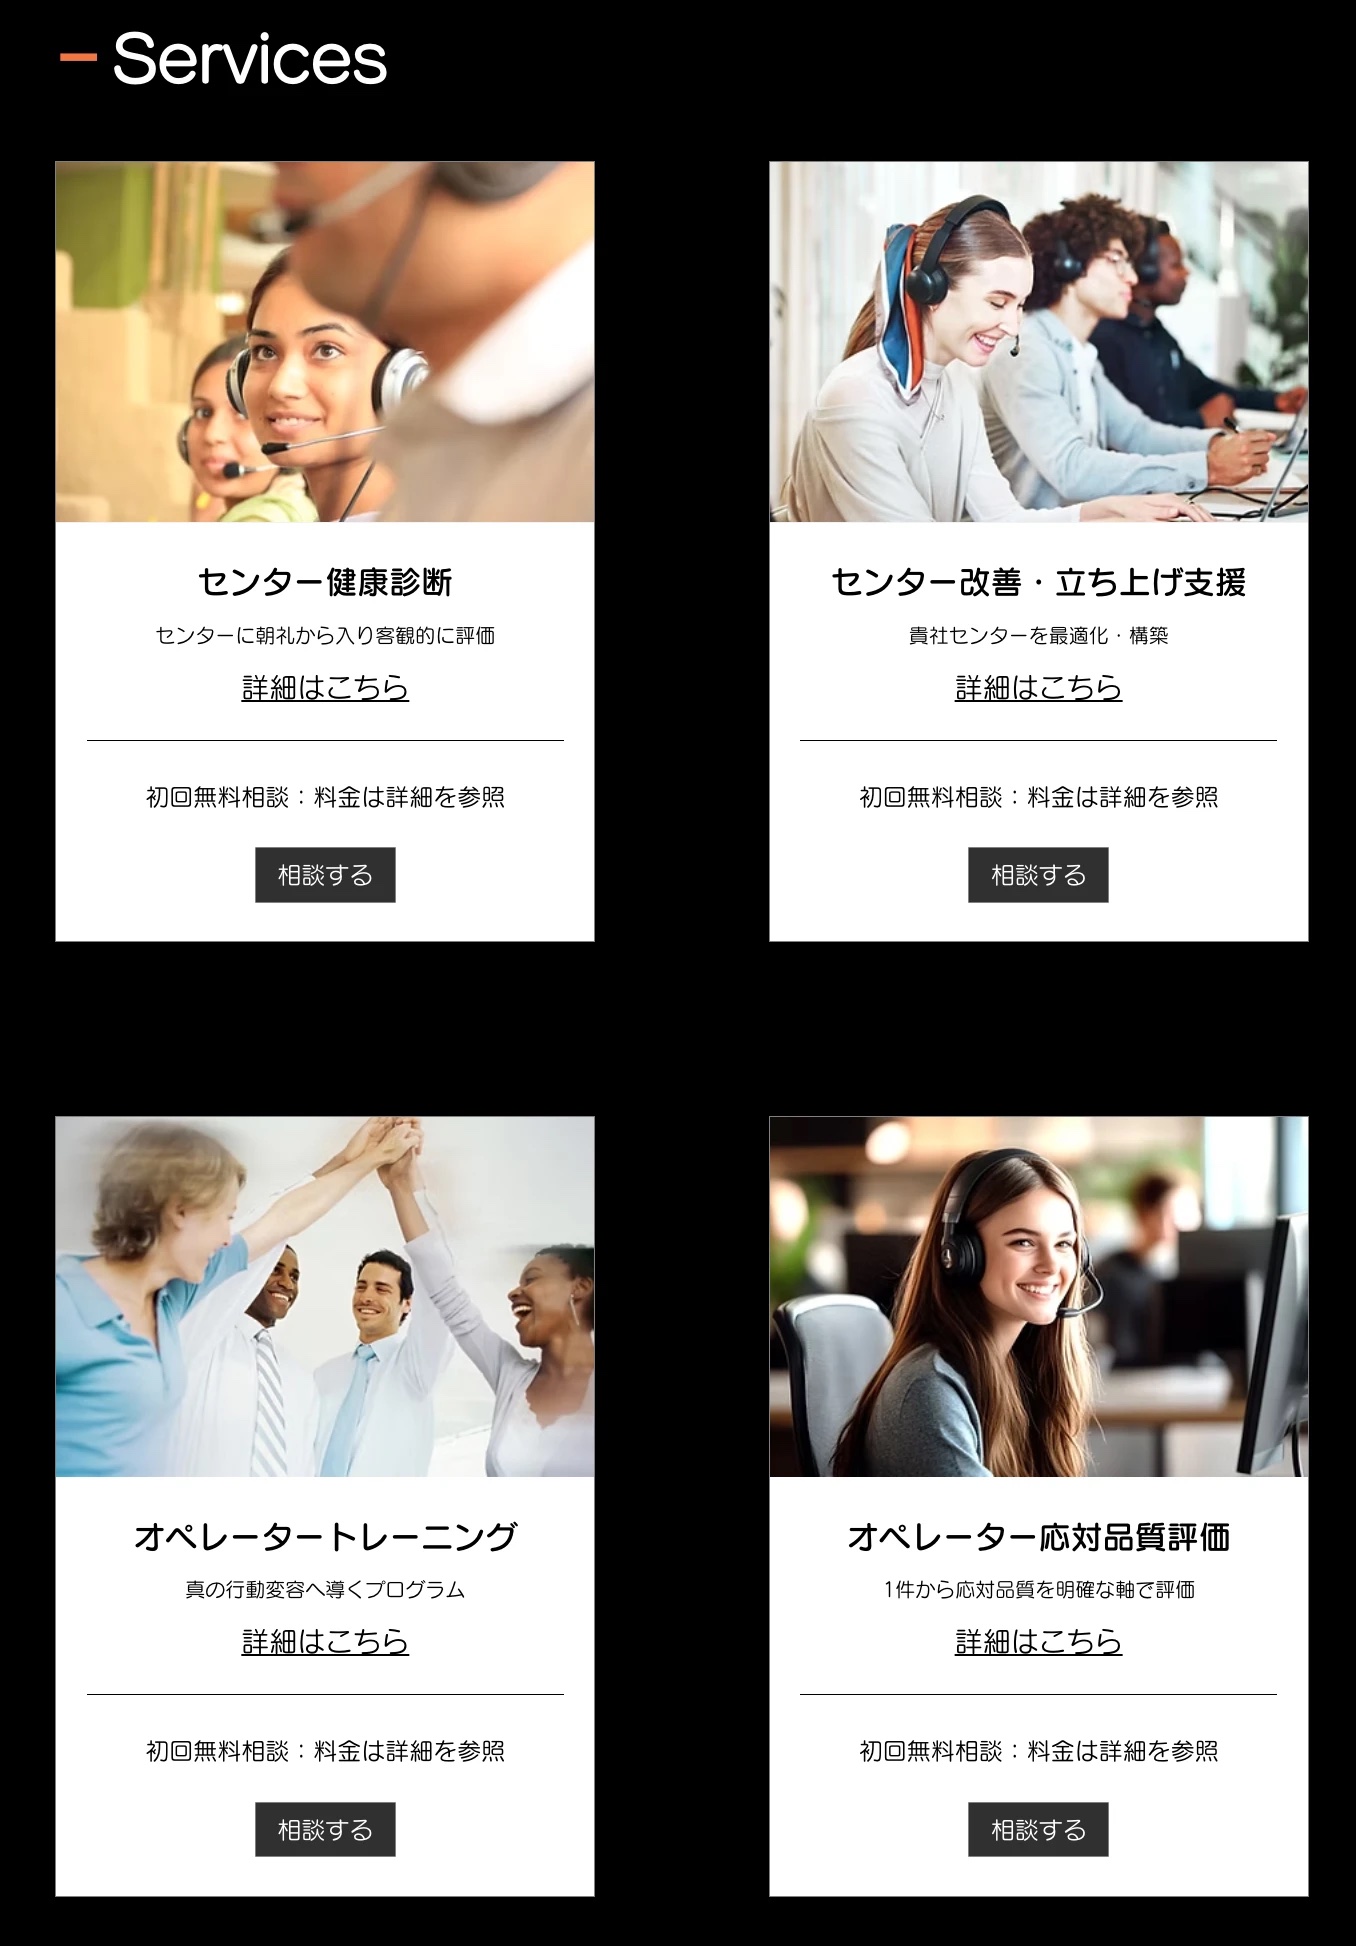 Services
センター健康診断
センターに朝礼から入り客観的に評価
詳細はこちら
初回無料相談：料金は詳細を参照
相談する
センター改善・立ち上げ支援
貴社センターを最適化・構築
詳細はこちら
初回無料相談：料金は詳細を参照
相談する
オペレータートレーニング
真の行動変容へ導くプログラム
詳細はこちら
初回無料相談：料金は詳細を参照
相談する
オペレーター応対品質評価
1件から応対品質を明確な軸で評価
詳細はこちら
初回無料相談：料金は詳細を参照
相談する